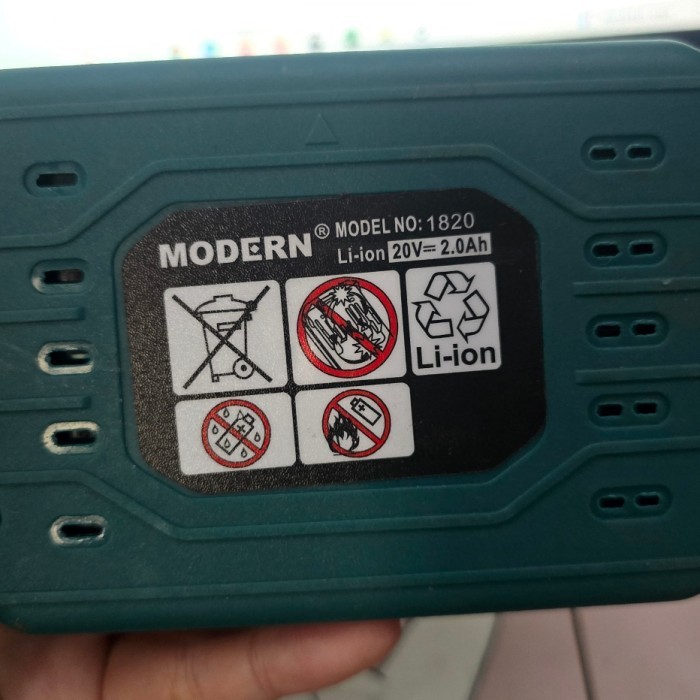 MODERN® MODEL NO: 1820
Li-ion 20V⎓ 2.0Ah
Li-ion